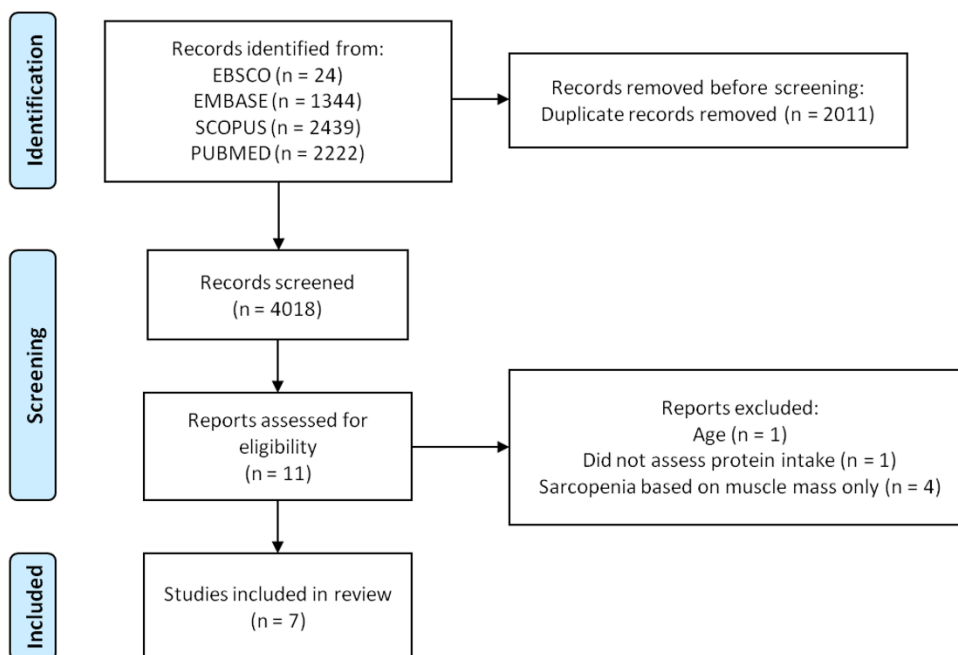 Identification
Records identified from:
EBSCO (n = 24)
EMBASE (n = 1344)
SCOPUS (n = 2439)
PUBMED (n = 2222)
Records removed before screening:
Duplicate records removed (n = 2011)
Screening
Records screened
(n = 4018)
Reports assessed for
eligibility
(n = 11)
Reports excluded:
Age (n = 1)
Did not assess protein intake (n = 1)
Sarcopenia based on muscle mass only (n = 4)
Included
Studies included in review
(n = 7)